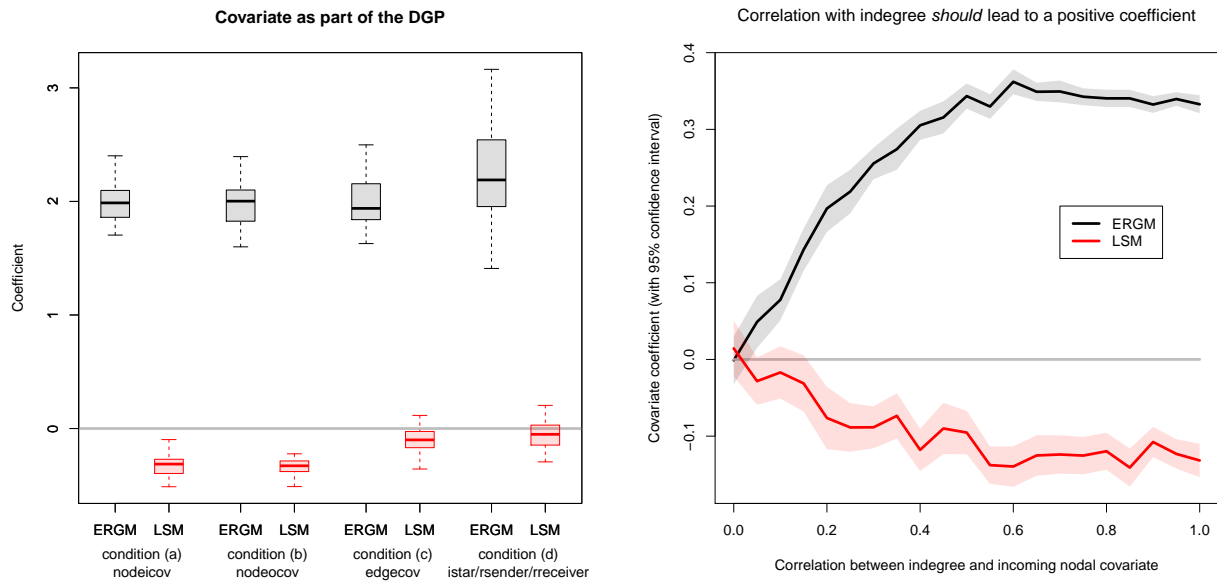 Covariate as part of the DGP
Coefficient
3
2
1
0
ERGM LSM ERGM LSM ERGM LSM ERGM LSM
condition (a) condition (b) condition (c) condition (d)
nodeicov nodeocov edgecov istar/rsender/rreceiver
Correlation with indegree should lead to a positive coefficient
Covariate coefficient (with 95% confidence interval)
0.4
0.3
0.2
0.1
0.0
−0.1
ERGM
LSM
0.0 0.2 0.4 0.6 0.8 1.0
Correlation between indegree and incoming nodal covariate